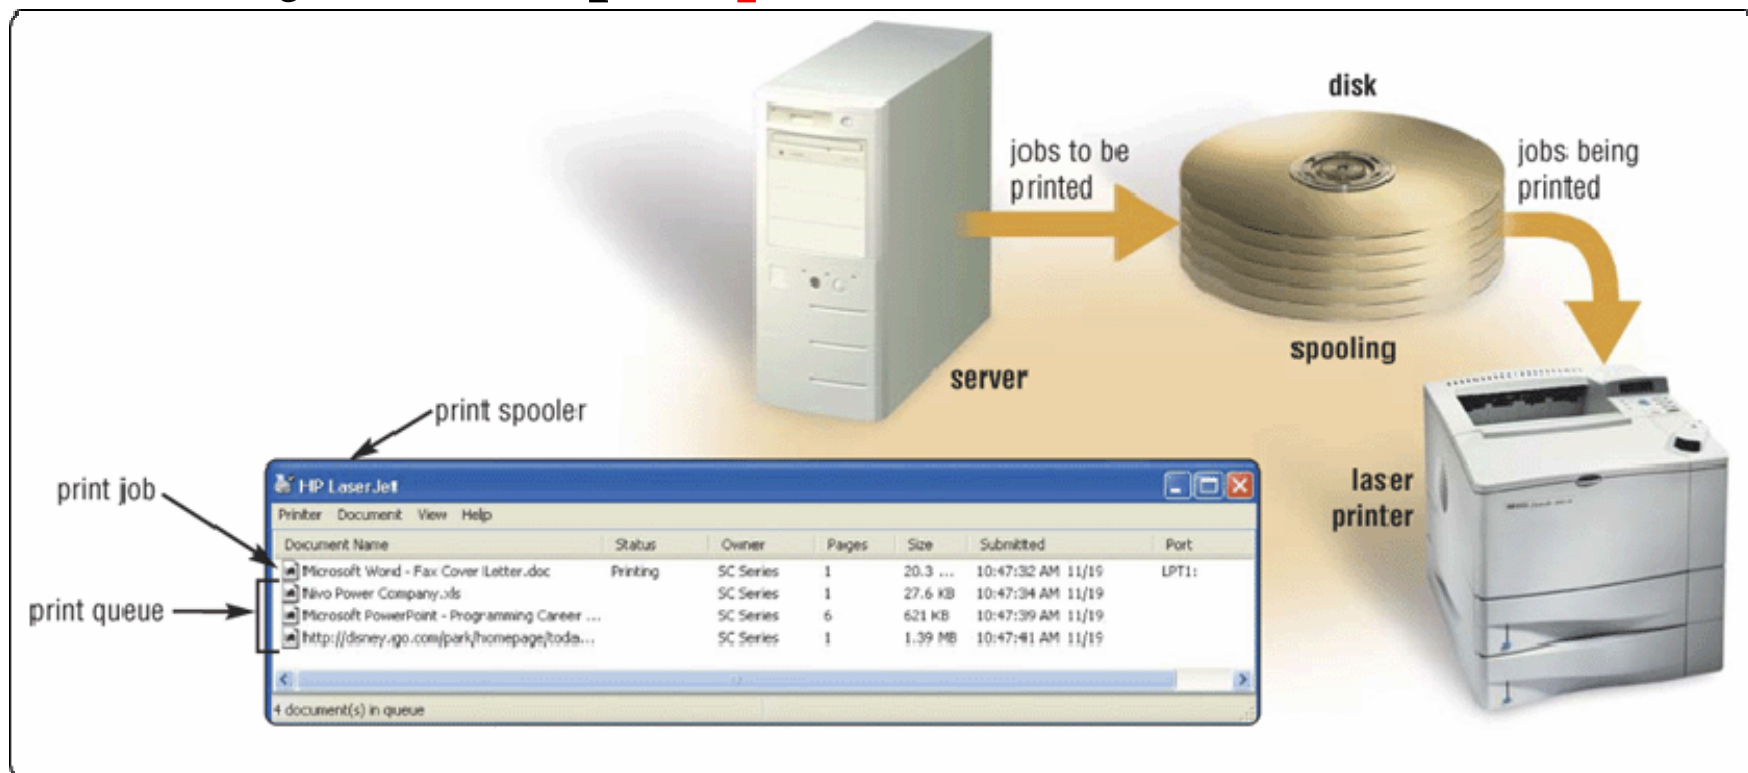 disk
jobs to be
printed
jobs being
printed
spooling
server
print spooler
laser
printer
print job
print queue
HP LaserJet
Printer Document View Help
Document Name Status Owner Pages Size Submitted Port
Microsoft Word - Fax Cover Letter.doc Printing SC Series 1 20.3 ... 10:47:32 AM 11/19 LPT1:
Nivo Power Company.xls SC Series 1 27.6 KB 10:47:34 AM 11/19
Microsoft PowerPoint - Programming Career ... SC Series 6 621 KB 10:47:39 AM 11/19
http://disney.go.com/park/homepage/toda... SC Series 1 1.39 MB 10:47:41 AM 11/19
4 document(s) in queue